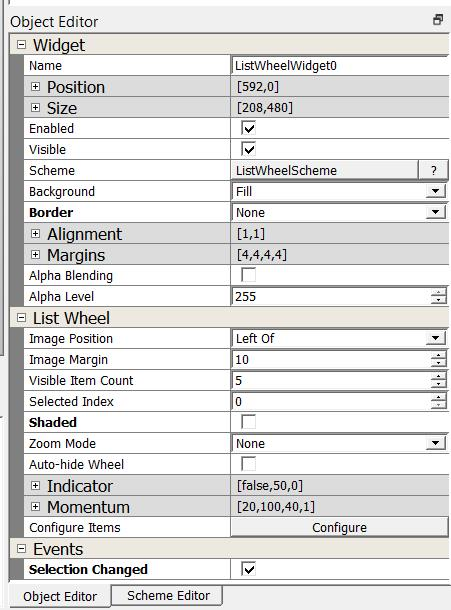 Object Editor
Widget
Name ListWheelWidget0
Position [592,0]
Size [208,480]
Enabled
Visible
Scheme ListWheelScheme ?
Background Fill
Border None
Alignment [1,1]
Margins [4,4,4,4]
Alpha Blending
Alpha Level 255
List Wheel
Image Position Left Of
Image Margin 10
Visible Item Count 5
Selected Index 0
Shaded
Zoom Mode None
Auto-hide Wheel
Indicator [false,50,0]
Momentum [20,100,40,1]
Configure Items Configure
Events
Selection Changed
Object Editor Scheme Editor